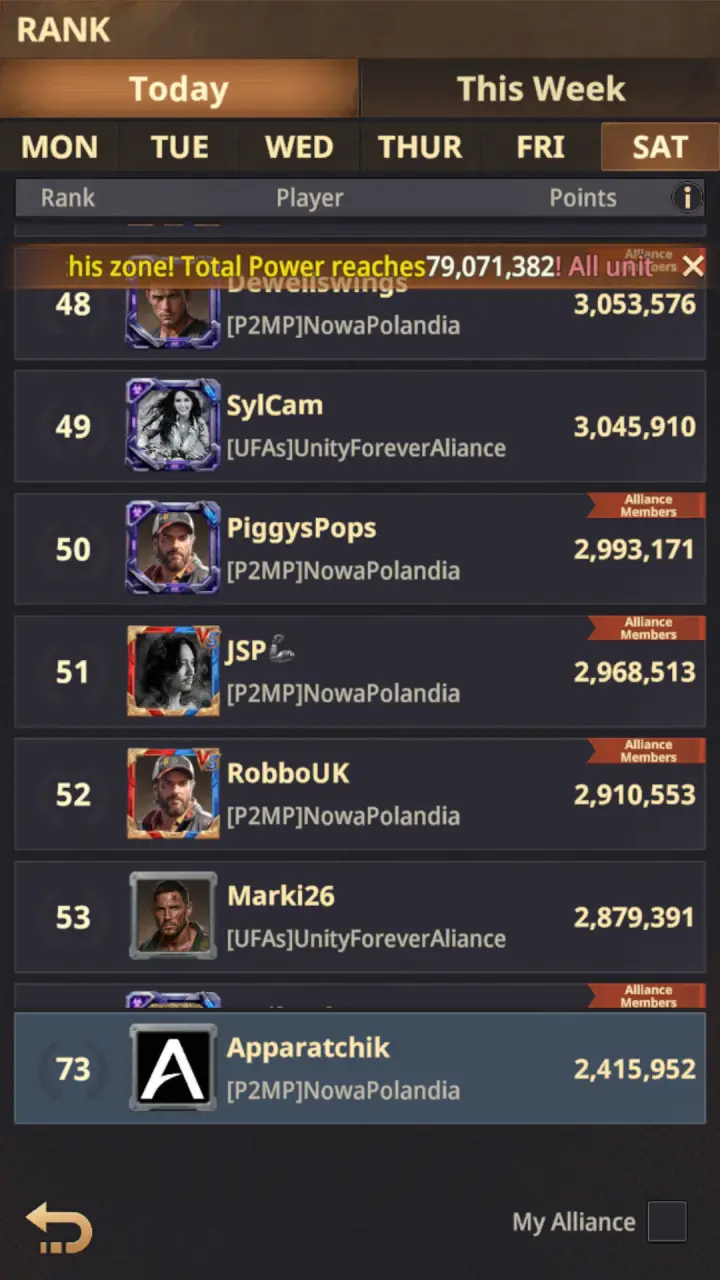 RANK
Today
This Week
MON TUE WED THUR FRI SAT
Rank Player Points
his zone! Total Power reaches79,071,382! All unit
48
Dewellswings
[P2MP]NowaPolandia
3,053,576
49
SylCam
[UFAs]UnityForeverAliance
3,045,910
Alliance
Members
50
PiggysPops
[P2MP]NowaPolandia
2,993,171
Alliance
Members
51
JSP
[P2MP]NowaPolandia
2,968,513
Alliance
Members
52
RobboUK
[P2MP]NowaPolandia
2,910,553
53
Marki26
[UFAs]UnityForeverAliance
2,879,391
Alliance
Members
73
Apparatchik
[P2MP]NowaPolandia
2,415,952
My Alliance